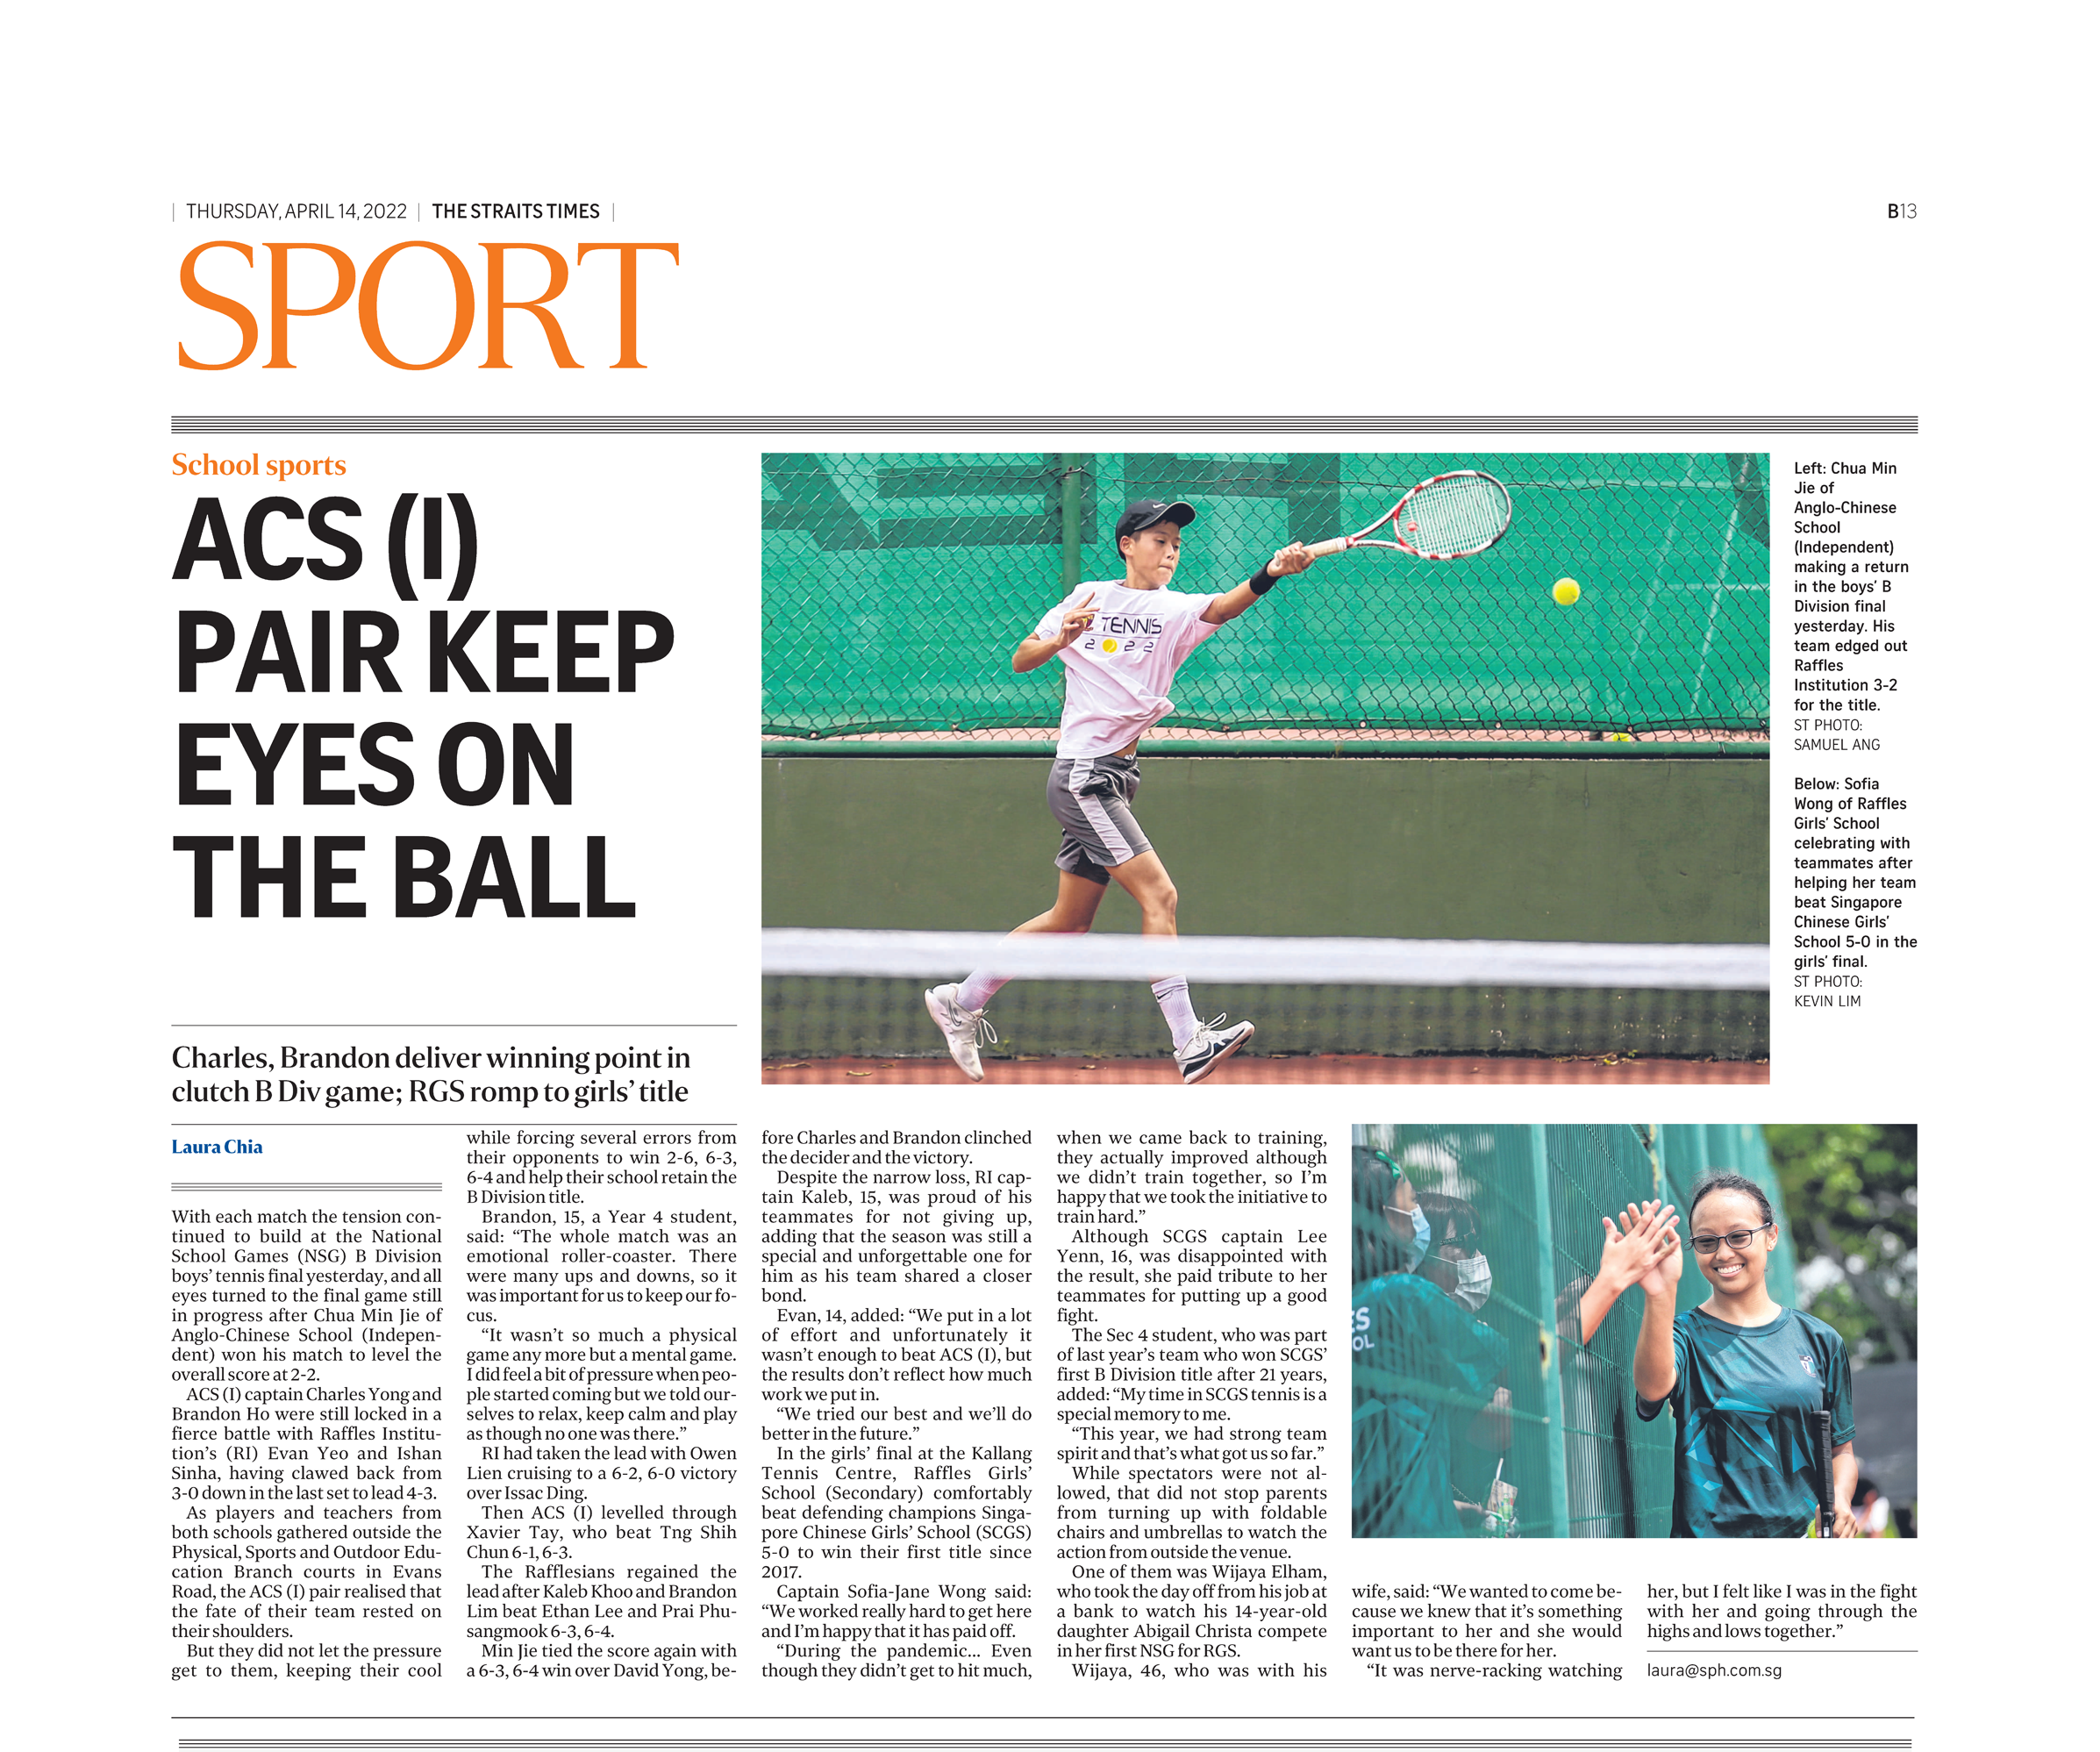 | THURSDAY, APRIL 14, 2022 | THE STRAITS TIMES |
B13
SPORT
School sports
ACS (I)
PAIR KEEP
EYES ON
THE BALL
Charles, Brandon deliver winning point in
clutch B Div game; RGS romp to girls’ title
TENNIS
2 0 2 2
Left: Chua Min
Jie of
Anglo-Chinese
School
(Independent)
making a return
in the boys’ B
Division final
yesterday. His
team edged out
Raffles
Institution 3-2
for the title.
ST PHOTO:
SAMUEL ANG
Below: Sofia
Wong of Raffles
Girls’ School
celebrating with
teammates after
helping her team
beat Singapore
Chinese Girls’
School 5-0 in the
girls’ final.
ST PHOTO:
KEVIN LIM
Laura Chia
With each match the tension con-
tinued to build at the National
School Games (NSG) B Division
boys’ tennis final yesterday, and all
eyes turned to the final game still
in progress after Chua Min Jie of
Anglo-Chinese School (Indepen-
dent) won his match to level the
overall score at 2-2.
ACS (I) captain Charles Yong and
Brandon Ho were still locked in a
fierce battle with Raffles Institu-
tion’s (RI) Evan Yeo and Ishan
Sinha, having clawed back from
3-0 down in the last set to lead 4-3.
As players and teachers from
both schools gathered outside the
Physical, Sports and Outdoor Edu-
cation Branch courts in Evans
Road, the ACS (I) pair realised that
the fate of their team rested on
their shoulders.
But they did not let the pressure
get to them, keeping their cool
while forcing several errors from
their opponents to win 2-6, 6-3,
6-4 and help their school retain the
B Division title.
Brandon, 15, a Year 4 student,
said: “The whole match was an
emotional roller-coaster. There
were many ups and downs, so it
was important for us to keep our fo-
cus.
“It wasn’t so much a physical
game any more but a mental game.
I did feel a bit of pressure when peo-
ple started coming but we told our-
selves to relax, keep calm and play
as though no one was there.”
RI had taken the lead with Owen
Lien cruising to a 6-2, 6-0 victory
over Issac Ding.
Then ACS (I) levelled through
Xavier Tay, who beat Tng Shih
Chun 6-1, 6-3.
The Rafflesians regained the
lead after Kaleb Khoo and Brandon
Lim beat Ethan Lee and Prai Phu-
sangmook 6-3, 6-4.
Min Jie tied the score again with
a 6-3, 6-4 win over David Yong, be-
fore Charles and Brandon clinched
the decider and the victory.
Despite the narrow loss, RI cap-
tain Kaleb, 15, was proud of his
teammates for not giving up,
adding that the season was still a
special and unforgettable one for
him as his team shared a closer
bond.
Evan, 14, added: “We put in a lot
of effort and unfortunately it
wasn’t enough to beat ACS (I), but
the results don’t reflect how much
work we put in.
“We tried our best and we’ll do
better in the future.”
In the girls’ final at the Kallang
Tennis Centre, Raffles Girls’
School (Secondary) comfortably
beat defending champions Singa-
pore Chinese Girls’ School (SCGS)
5-0 to win their first title since
2017.
Captain Sofia-Jane Wong said:
“We worked really hard to get here
and I’m happy that it has paid off.
“During the pandemic... Even
though they didn’t get to hit much,
when we came back to training,
they actually improved although
we didn’t train together, so I’m
happy that we took the initiative to
train hard.”
Although SCGS captain Lee
Yenn, 16, was disappointed with
the result, she paid tribute to her
teammates for putting up a good
fight.
The Sec 4 student, who was part
of last year’s team who won SCGS’
first B Division title after 21 years,
added: “My time in SCGS tennis is a
special memory to me.
“This year, we had strong team
spirit and that’s what got us so far.”
While spectators were not al-
lowed, that did not stop parents
from turning up with foldable
chairs and umbrellas to watch the
action from outside the venue.
One of them was Wijaya Elham,
who took the day off from his job at
a bank to watch his 14-year-old
daughter Abigail Christa compete
in her first NSG for RGS.
Wijaya, 46, who was with his
wife, said: “We wanted to come be-
cause we knew that it’s something
important to her and she would
want us to be there for her.
“It was nerve-racking watching
her, but I felt like I was in the fight
with her and going through the
highs and lows together.”
laura@sph.com.sg